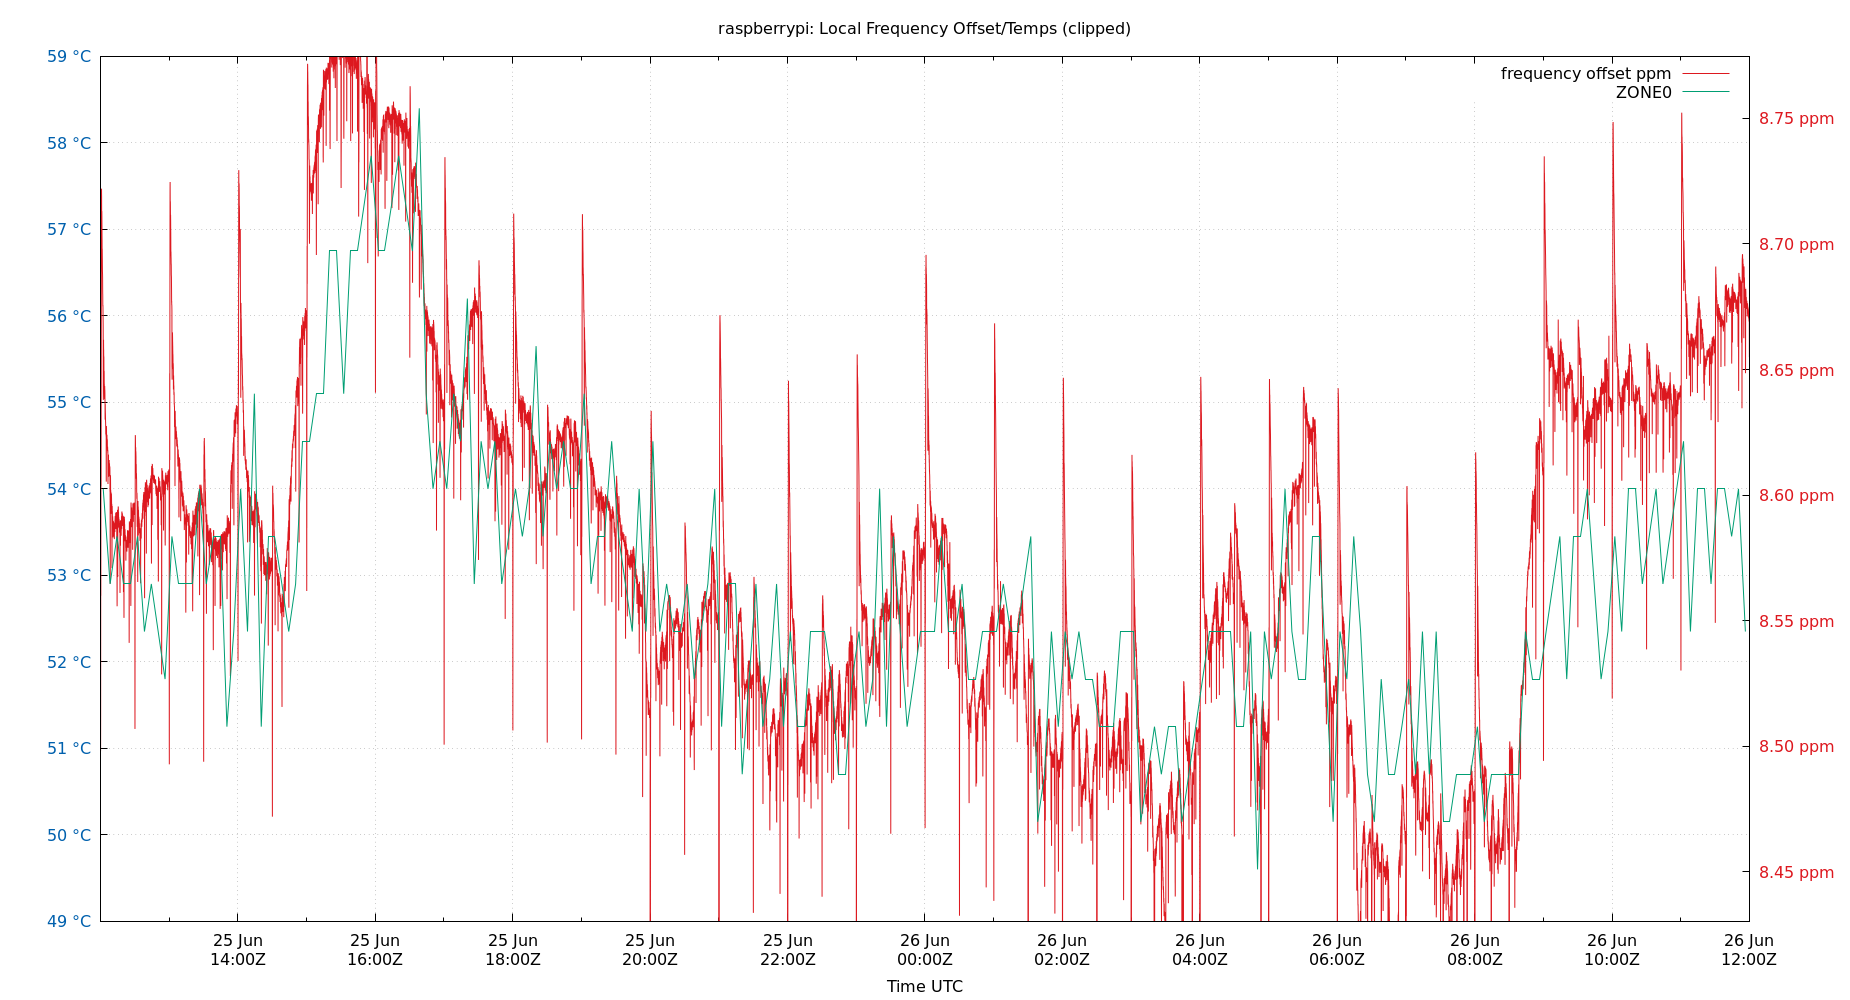 raspberrypi: Local Frequency Offset/Temps (clipped)
59 °C
58 °C
57 °C
56 °C
55 °C
54 °C
53 °C
52 °C
51 °C
50 °C
49 °C
frequency offset ppm
ZONE0
8.75 ppm
8.70 ppm
8.65 ppm
8.60 ppm
8.55 ppm
8.50 ppm
8.45 ppm
25 Jun
14:00Z
25 Jun
16:00Z
25 Jun
18:00Z
25 Jun
20:00Z
25 Jun
22:00Z
26 Jun
00:00Z
26 Jun
02:00Z
26 Jun
04:00Z
26 Jun
06:00Z
26 Jun
08:00Z
26 Jun
10:00Z
26 Jun
12:00Z
Time UTC